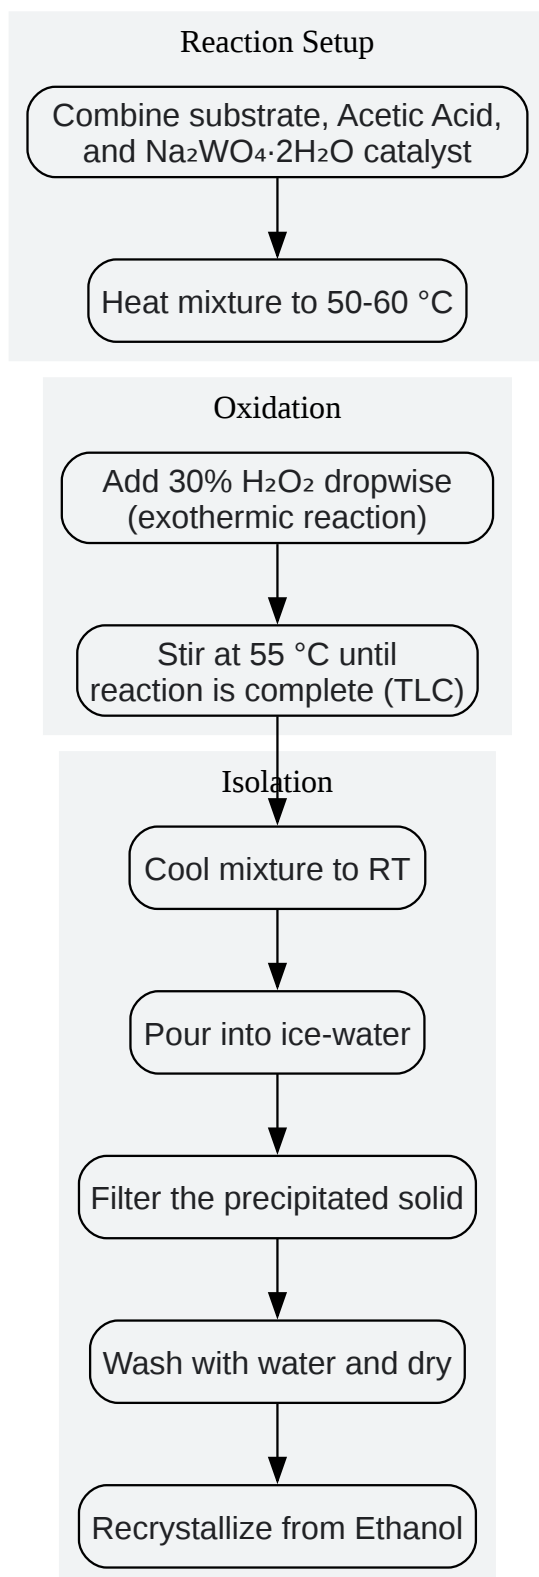 Reaction Setup
Combine substrate, Acetic Acid,
and Na₂WO₄·2H₂O catalyst
Heat mixture to 50-60 °C
Oxidation
Add 30% H₂O₂ dropwise
(exothermic reaction)
Stir at 55 °C until
reaction is complete (TLC)
Isolation
Cool mixture to RT
Pour into ice-water
Filter the precipitated solid
Wash with water and dry
Recrystallize from Ethanol